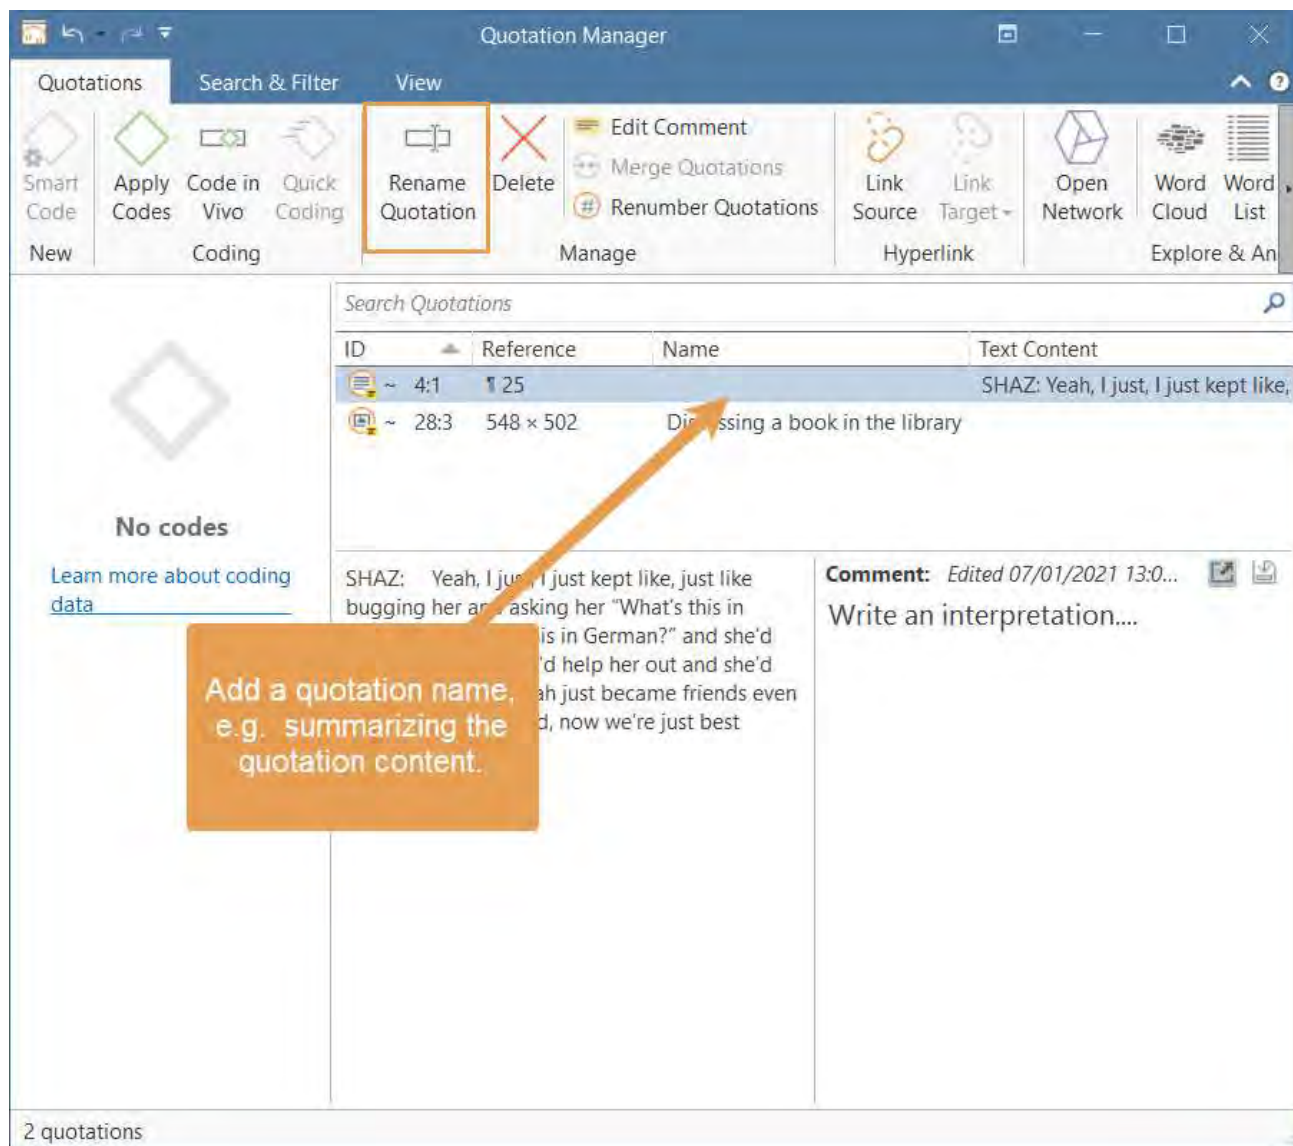 Quotation Manager
Quotations Search & Filter View
Smart Code
Apply Codes
Code in Vivo
Quick Coding
Rename Quotation
Delete
Edit Comment
Merge Quotations
Renumber Quotations
Link Source
Link Target
Open Network
Word Cloud
Word List
New Coding Manage Hyperlink Explore & An
Search Quotations
ID Reference Name Text Content
~ 4:1 ¶ 25 SHAZ: Yeah, I just, I just kept like,
~ 28:3 548 × 502 Discussing a book in the library
No codes
Learn more about coding
data
SHAZ: Yeah, I just, I just kept like, just like
bugging her and asking her "What's this in
is in German?" and she'd
'd help her out and she'd
ah just became friends even
d, now we're just best
Comment: Edited 07/01/2021 13:0...
Write an interpretation....
Add a quotation name,
e.g. summarizing the
quotation content.
2 quotations